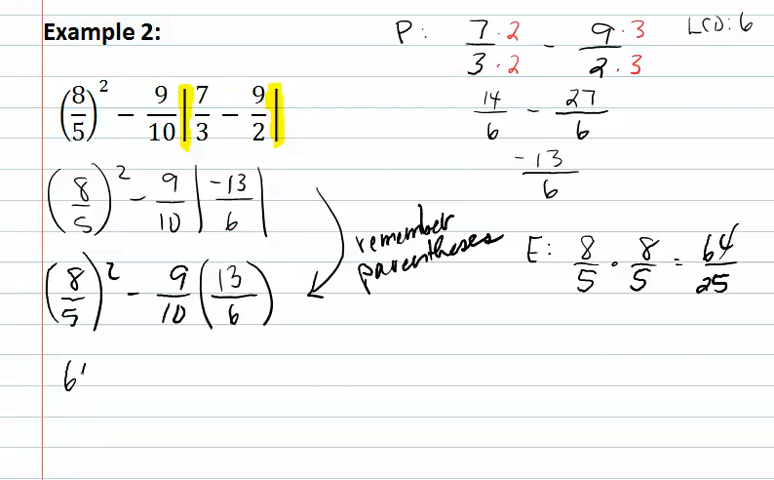 Example 2:
(8/5)² − 9/10 |7/3 − 9/2|
(8/5)² − 9/10 |−13/6|
(8/5)² − 9/10 (13/6)
remember
parentheses
P: 7·2/3·2 − 9·3/2·3
LCD: 6
14/6 − 27/6
−13/6
E: 8/5 · 8/5 = 64/25
6